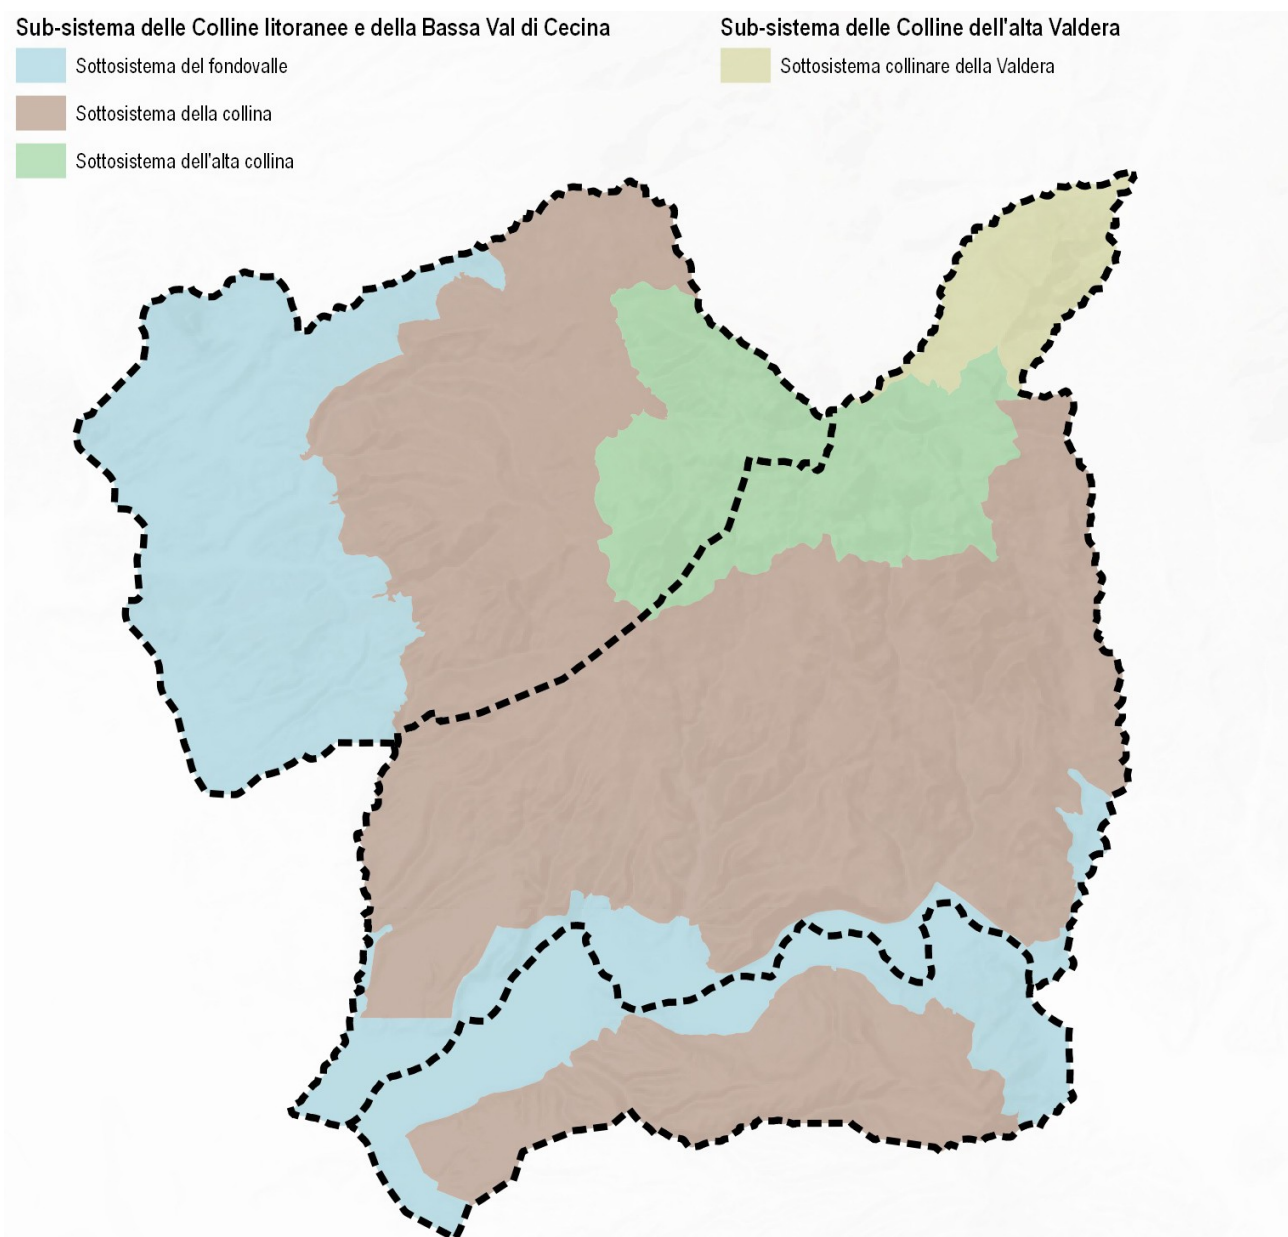 Sub-sistema delle Colline litoranee e della Bassa Val di Cecina
Sottosistema del fondovalle
Sottosistema della collina
Sottosistema dell'alta collina
Sub-sistema delle Colline dell'alta Valdera
Sottosistema collinare della Valdera